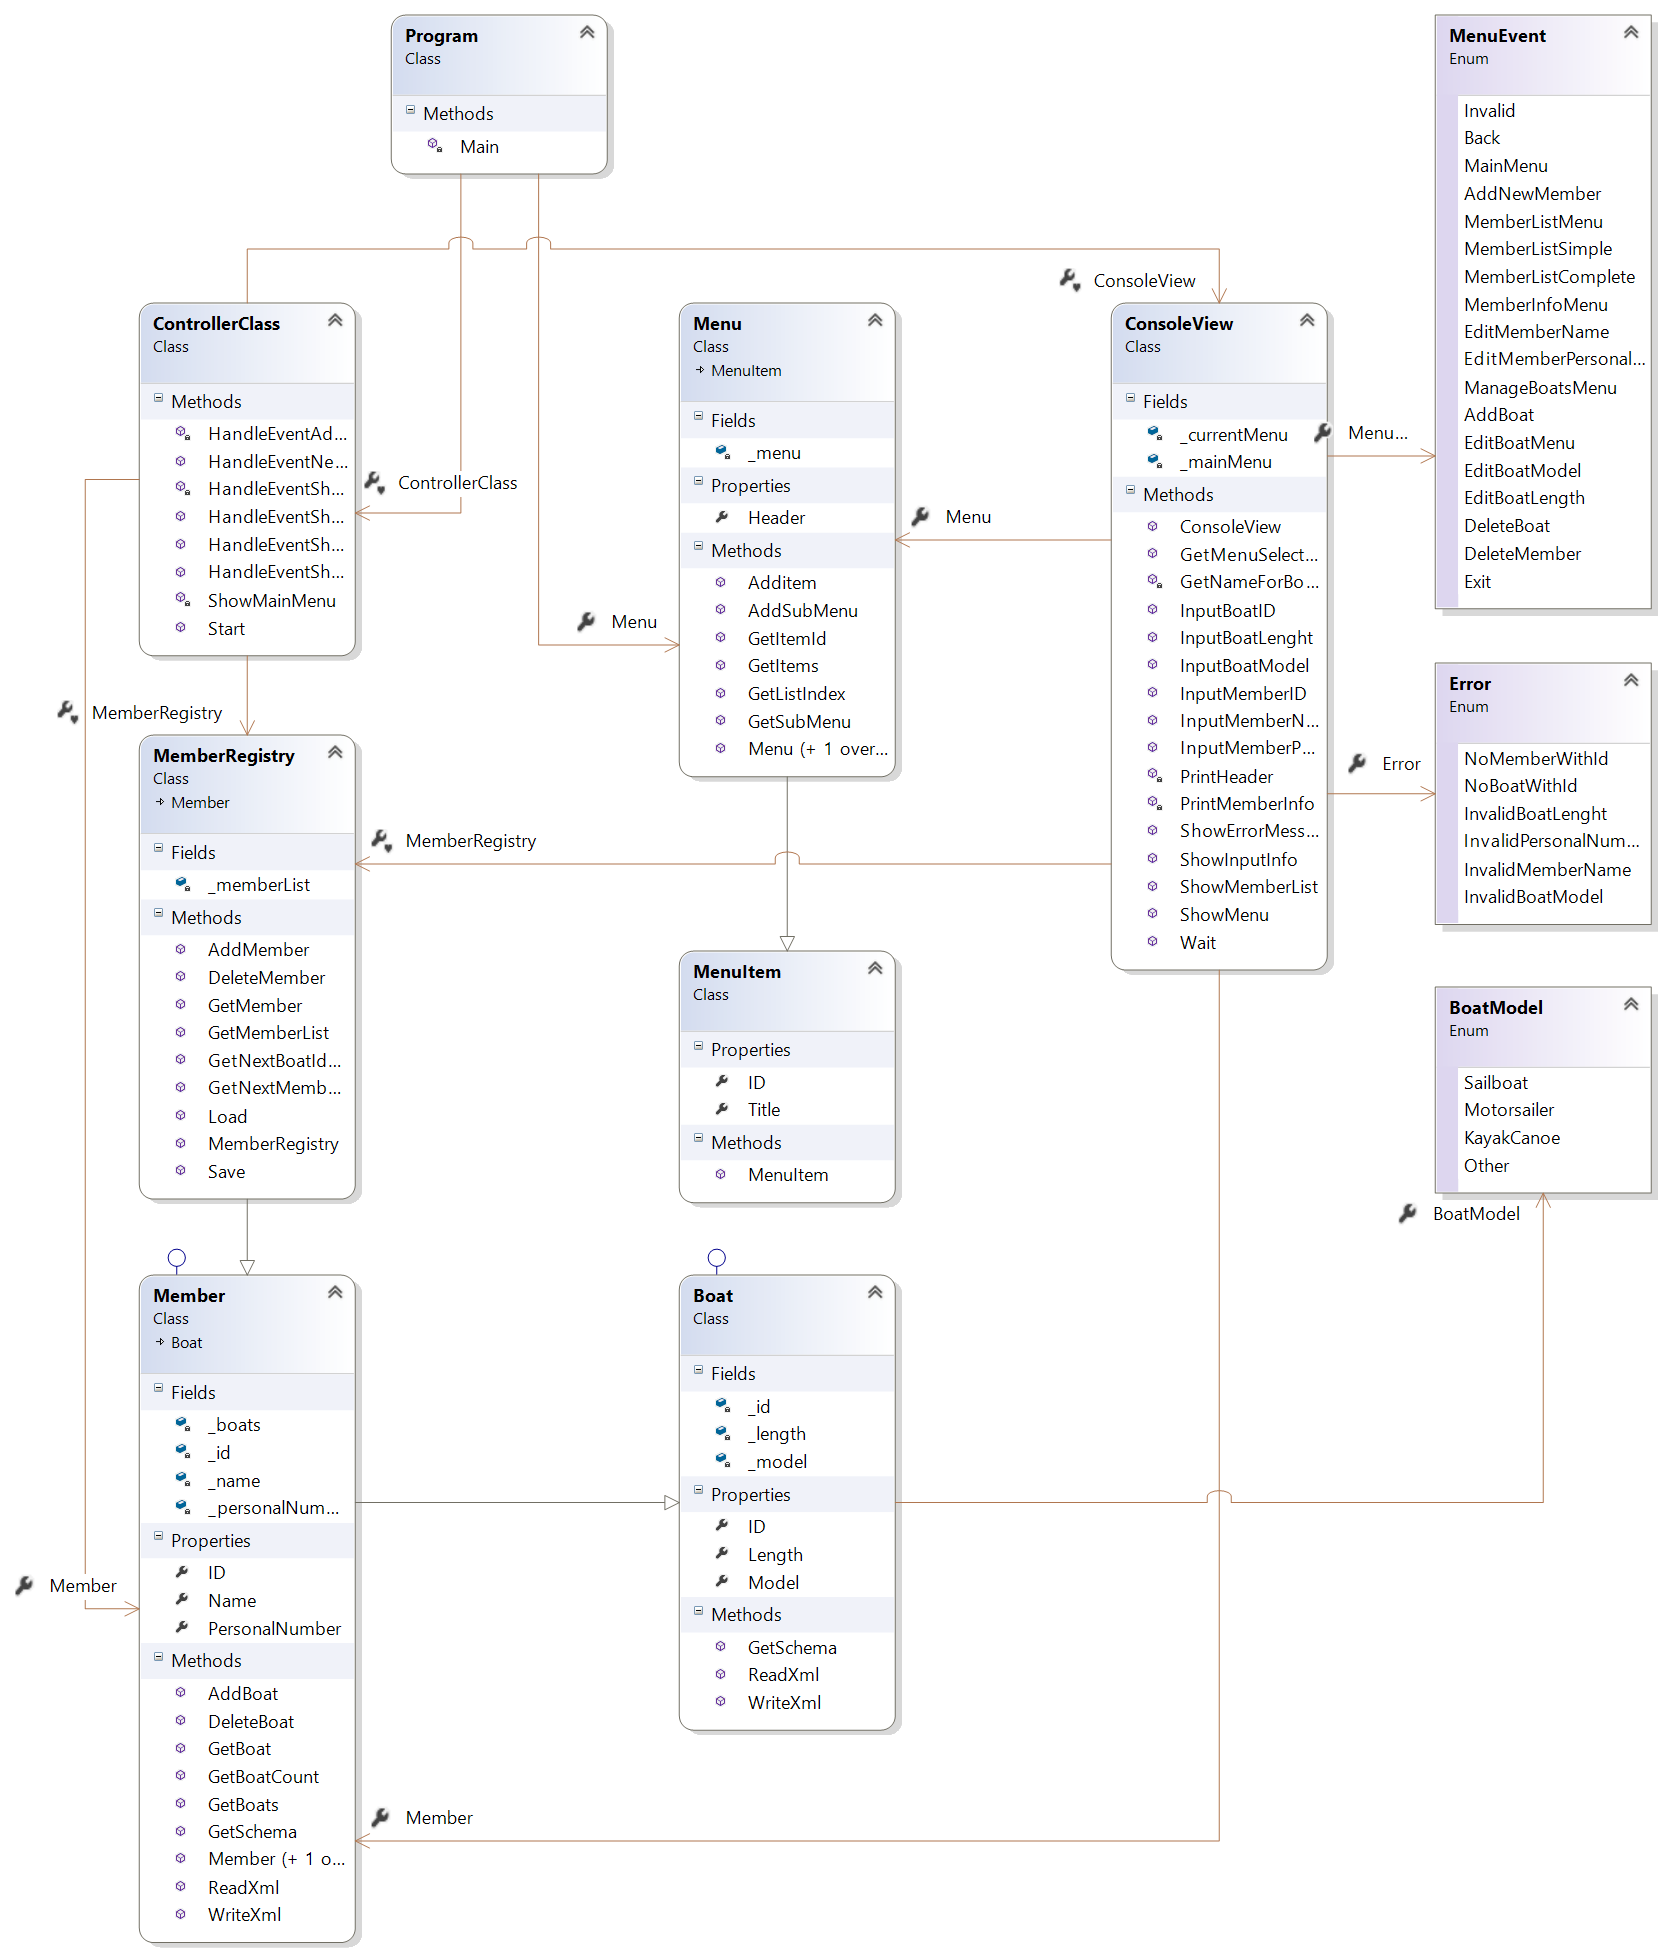 Program
Class
Methods
Main
MenuEvent
Enum
Invalid
Back
MainMenu
AddNewMember
MemberListMenu
MemberListSimple
MemberListComplete
MemberInfoMenu
EditMemberName
EditMemberPersonal...
ManageBoatsMenu
AddBoat
EditBoatMenu
EditBoatModel
EditBoatLength
DeleteBoat
DeleteMember
Exit
ConsoleView
ControllerClass
Class
Methods
HandleEventAd...
HandleEventNe...
HandleEventSh...
HandleEventSh...
HandleEventSh...
HandleEventSh...
ShowMainMenu
Start
ControllerClass
Menu
Class
MenuItem
Fields
_menu
Properties
Header
Methods
Additem
AddSubMenu
GetItemId
GetItems
GetListIndex
GetSubMenu
Menu (+ 1 over...
Menu
Menu
ConsoleView
Class
Fields
_currentMenu
_mainMenu
Methods
ConsoleView
GetMenuSelect...
GetNameForBo...
InputBoatID
InputBoatLenght
InputBoatModel
InputMemberID
InputMemberN...
InputMemberP...
PrintHeader
PrintMemberInfo
ShowErrorMess...
ShowInputInfo
ShowMemberList
ShowMenu
Wait
Menu...
Error
Error
Enum
NoMemberWithId
NoBoatWithId
InvalidBoatLenght
InvalidPersonalNum...
InvalidMemberName
InvalidBoatModel
MemberRegistry
MemberRegistry
Class
Member
Fields
_memberList
Methods
AddMember
DeleteMember
GetMember
GetMemberList
GetNextBoatId...
GetNextMemb...
Load
MemberRegistry
Save
MemberRegistry
MenuItem
Class
Properties
ID
Title
Methods
MenuItem
BoatModel
Enum
Sailboat
Motorsailer
KayakCanoe
Other
BoatModel
Member
Class
Boat
Fields
_boats
_id
_name
_personalNum...
Properties
ID
Name
PersonalNumber
Methods
AddBoat
DeleteBoat
GetBoat
GetBoatCount
GetBoats
GetSchema
Member (+ 1 o...
ReadXml
WriteXml
Member
Member
Boat
Class
Fields
_id
_length
_model
Properties
ID
Length
Model
Methods
GetSchema
ReadXml
WriteXml